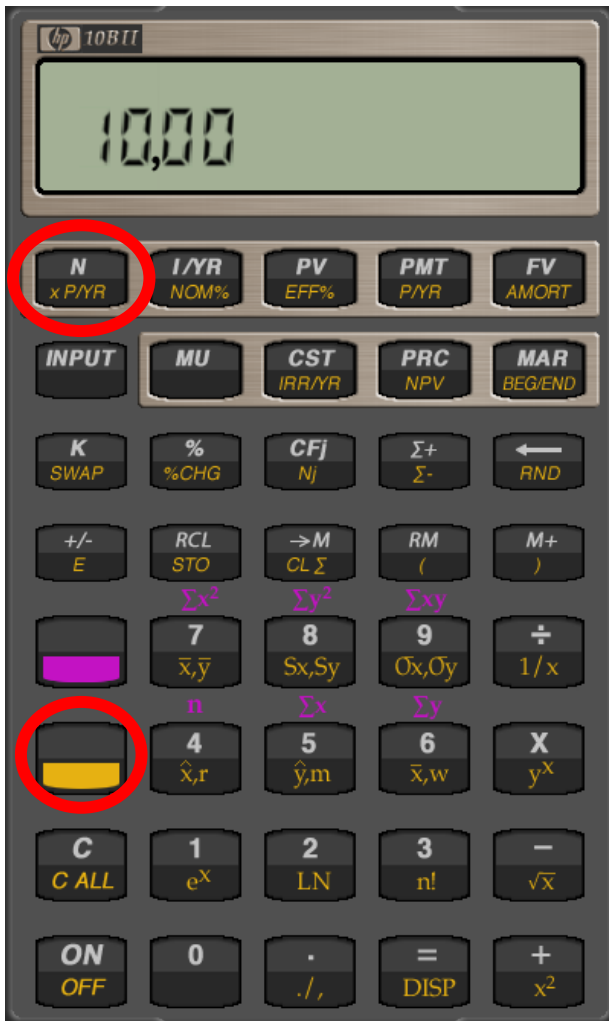 hp 10BII
10,00
N I/YR PV PMT FV
x P/YR NOM% EFF% P/YR AMORT
INPUT MU CST PRC MAR
IRR/YR NPV BEG/END
K % CFj Σ+ ←
SWAP %CHG Nj Σ- RND
+/- RCL →M RM M+
E STO CL Σ ( )
Σx² Σy² Σxy
7 8 9 ÷
x̅,y̅ Sx,Sy σx,σy 1/x
n Σx Σy
4 5 6 X
x̂,r ŷ,m x̅,w yˣ
C 1 2 3 −
C ALL eˣ LN n! √x
ON 0 . = +
OFF ./, DISP x²